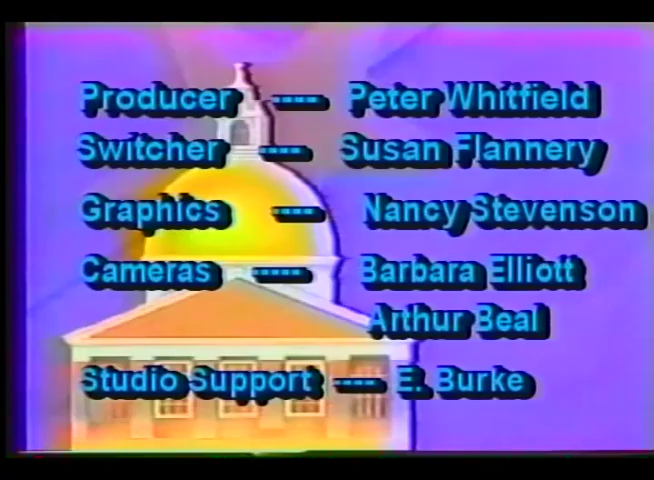 Producer ---- Peter Whitfield
Switcher ---- Susan Flannery
Graphics ---- Nancy Stevenson
Cameras ----- Barbara Elliott
Arthur Beal
Studio Support ---- E. Burke